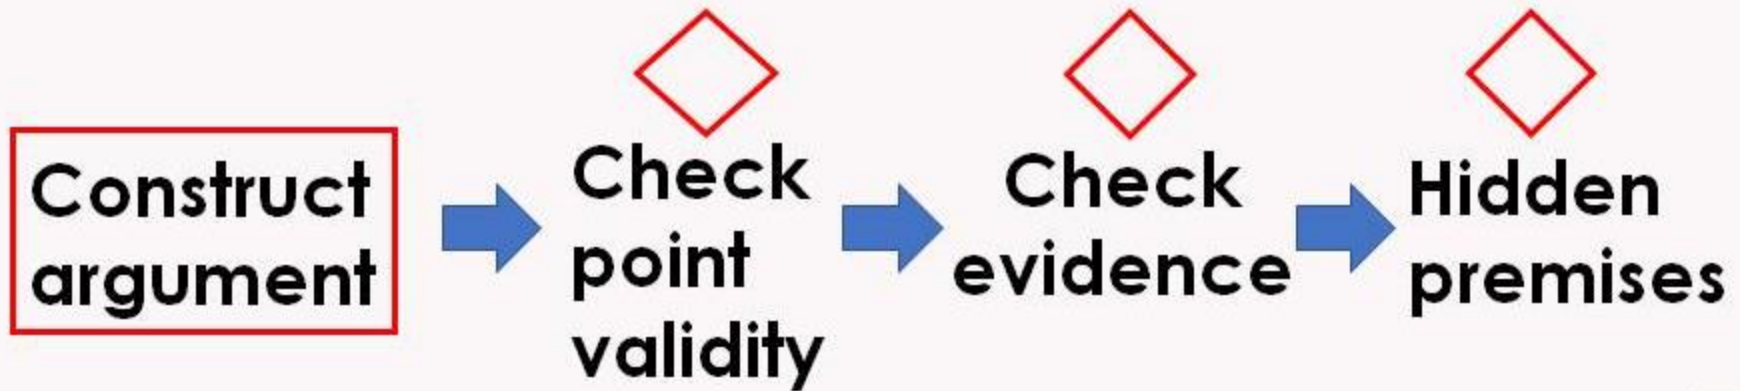 Construct
argument
Check
point
validity
Check
evidence
Hidden
premises